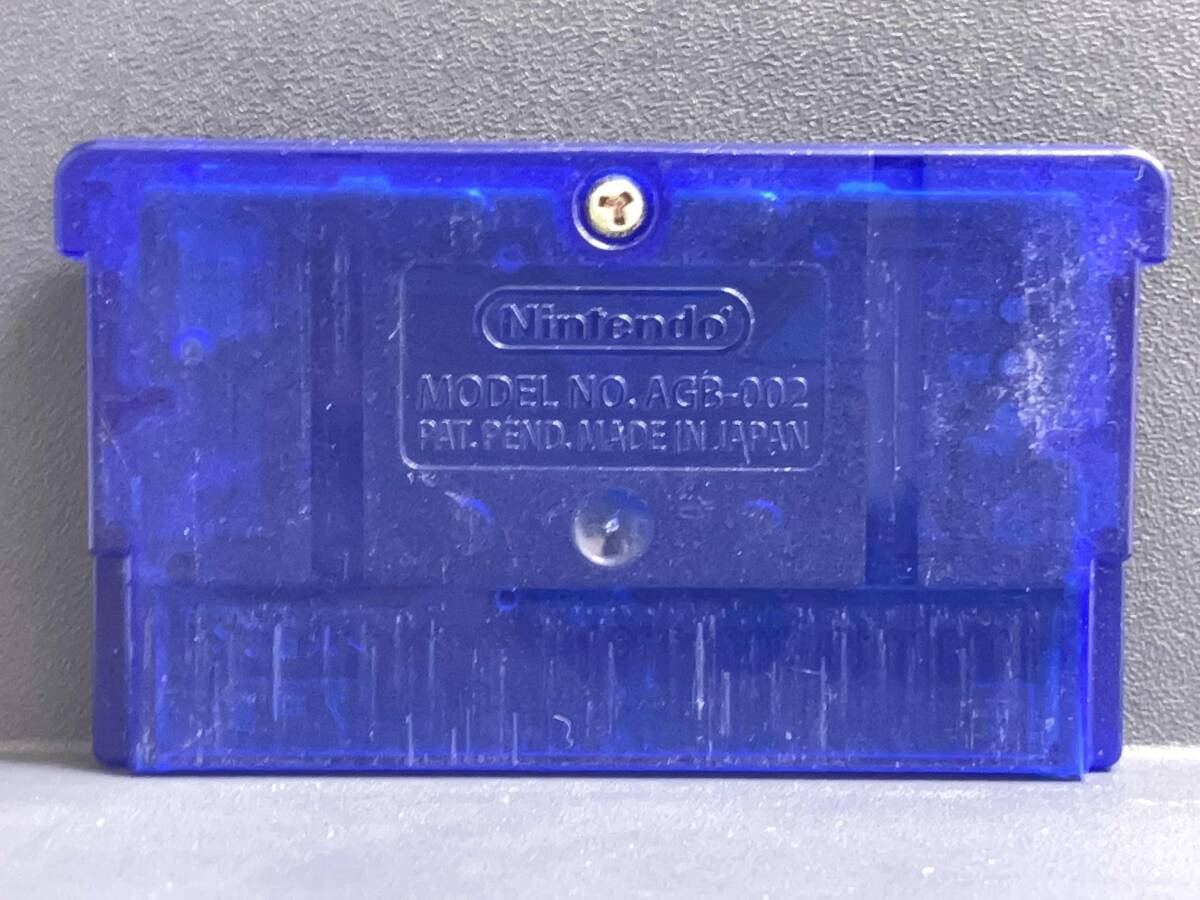 Nintendo
MODEL NO. AGB-002
PAT. PEND. MADE IN JAPAN